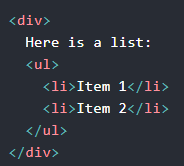 <div>
  Here is a list:
  <ul>
    <li>Item 1</li>
    <li>Item 2</li>
  </ul>
</div>